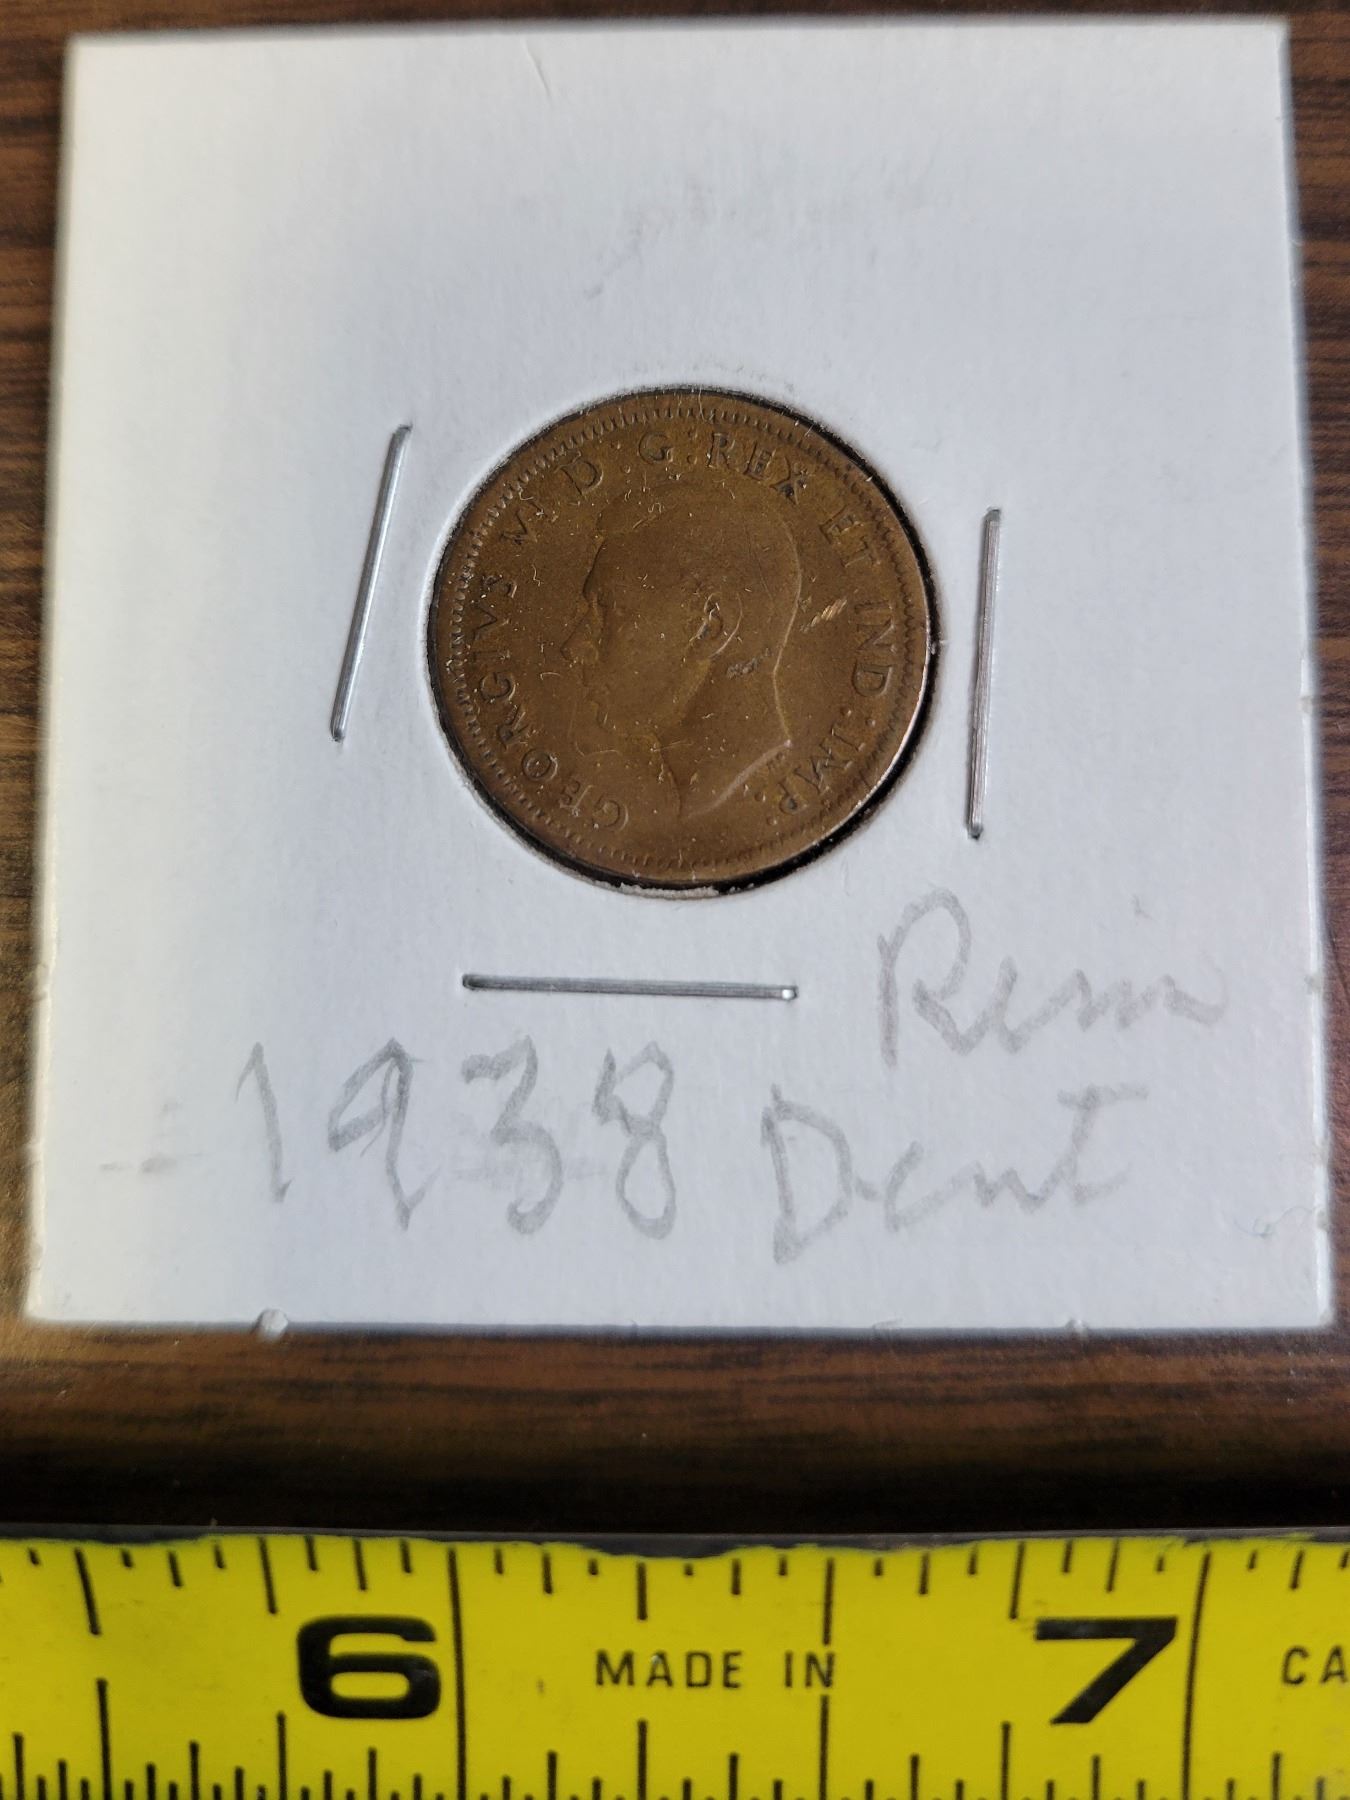 GEORGIVS VI D:G:REX ET IND:IMP:
Rim
1938 Dent
6 MADE IN 7 CA